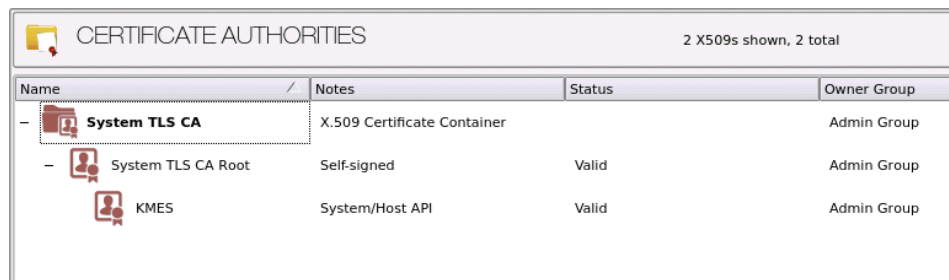 CERTIFICATE AUTHORITIES
2 X509s shown, 2 total
Name Notes Status Owner Group
System TLS CA X.509 Certificate Container Admin Group
System TLS CA Root Self-signed Valid Admin Group
KMES System/Host API Valid Admin Group